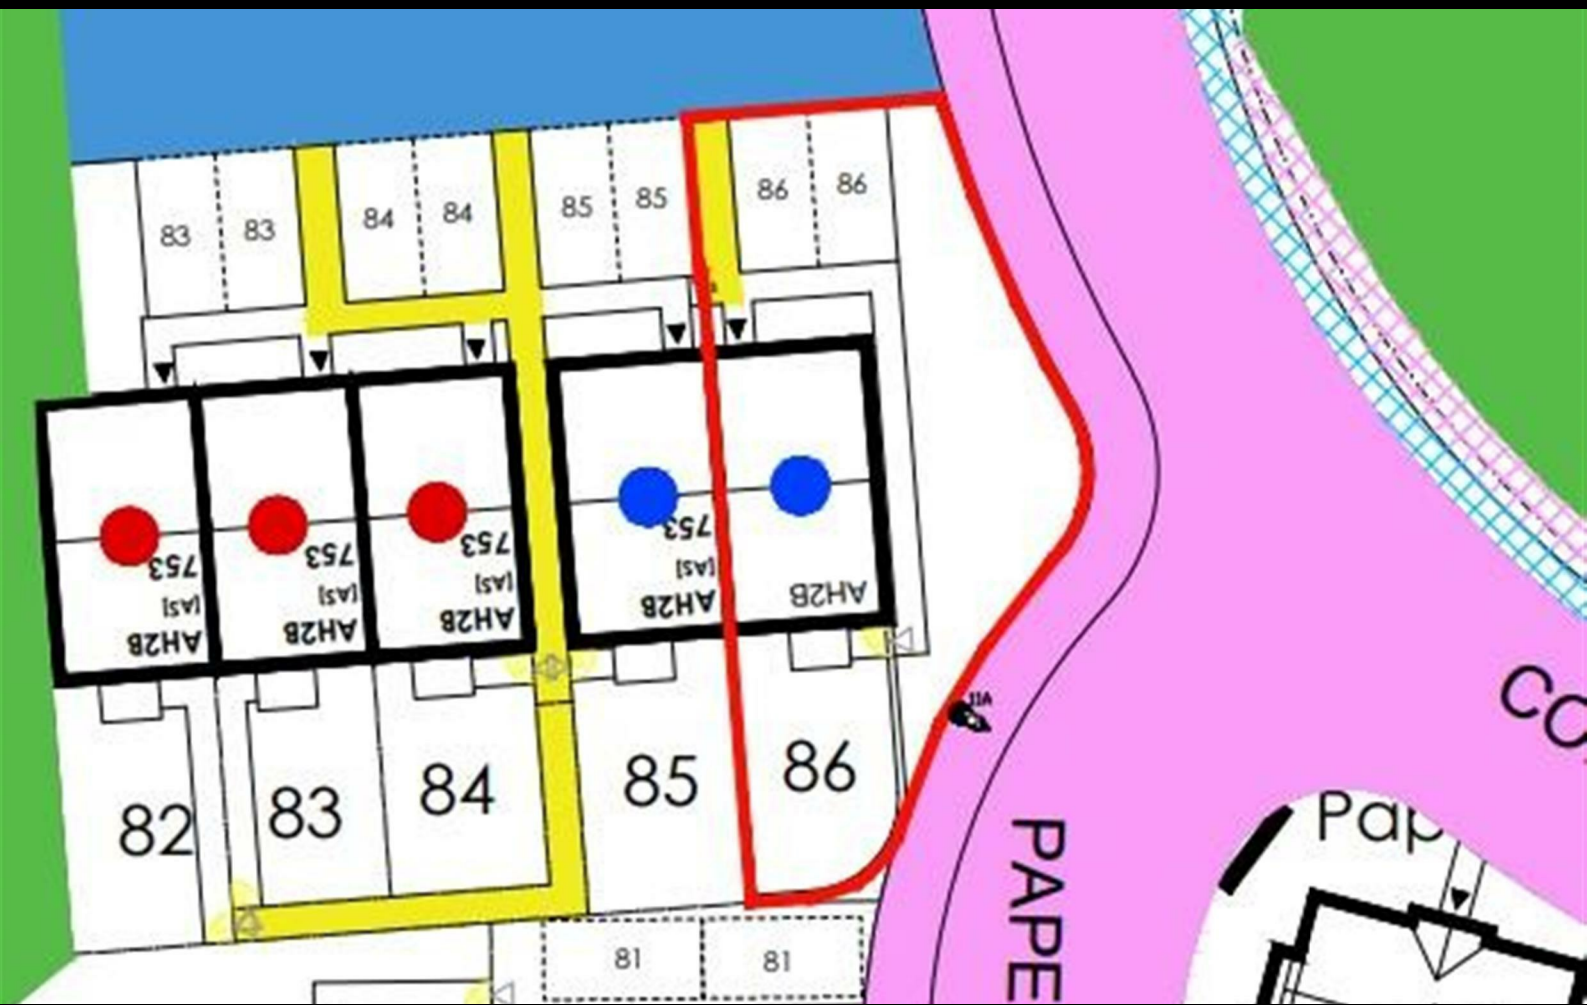 83 83 84 84 85 85 86 86
753 753 753 753
[AS] [AS] [AS] [AS]
AH2B AH2B AH2B AH2B AH2B
82 83 84 85 86
11A
81 81
PAPE
CO
Pap